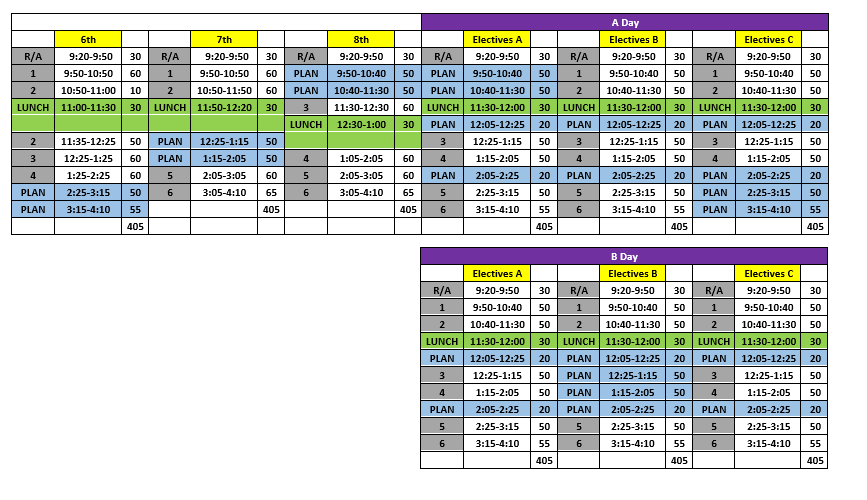 A Day
6th 7th 8th Electives A Electives B Electives C
R/A 9:20-9:50 30 R/A 9:20-9:50 30 R/A 9:20-9:50 30 R/A 9:20-9:50 30 R/A 9:20-9:50 30 R/A 9:20-9:50 30
1 9:50-10:50 60 1 9:50-10:50 60 PLAN 9:50-10:40 50 PLAN 9:50-10:40 50 1 9:50-10:40 50 1 9:50-10:40 50
2 10:50-11:00 10 2 10:50-11:50 60 PLAN 10:40-11:30 50 PLAN 10:40-11:30 50 2 10:40-11:30 50 2 10:40-11:30 50
LUNCH 11:00-11:30 30 LUNCH 11:50-12:20 30 3 11:30-12:30 60 LUNCH 11:30-12:00 30 LUNCH 11:30-12:00 30 LUNCH 11:30-12:00 30
LUNCH 12:30-1:00 30 PLAN 12:05-12:25 20 PLAN 12:05-12:25 20 PLAN 12:05-12:25 20
2 11:35-12:25 50 PLAN 12:25-1:15 50 3 12:25-1:15 50 3 12:25-1:15 50 3 12:25-1:15 50
3 12:25-1:25 60 PLAN 1:15-2:05 50 4 1:05-2:05 60 4 1:15-2:05 50 4 1:15-2:05 50 4 1:15-2:05 50
4 1:25-2:25 60 5 2:05-3:05 60 5 2:05-3:05 60 PLAN 2:05-2:25 20 PLAN 2:05-2:25 20 PLAN 2:05-2:25 20
PLAN 2:25-3:15 50 6 3:05-4:10 65 6 3:05-4:10 65 5 2:25-3:15 50 5 2:25-3:15 50 PLAN 2:25-3:15 50
PLAN 3:15-4:10 55 405 405 6 3:15-4:10 55 6 3:15-4:10 55 PLAN 3:15-4:10 55
405 405 405 405
B Day
Electives A Electives B Electives C
R/A 9:20-9:50 30 R/A 9:20-9:50 30 R/A 9:20-9:50 30
1 9:50-10:40 50 1 9:50-10:40 50 1 9:50-10:40 50
2 10:40-11:30 50 2 10:40-11:30 50 2 10:40-11:30 50
LUNCH 11:30-12:00 30 LUNCH 11:30-12:00 30 LUNCH 11:30-12:00 30
PLAN 12:05-12:25 20 PLAN 12:05-12:25 20 PLAN 12:05-12:25 20
3 12:25-1:15 50 PLAN 12:25-1:15 50 3 12:25-1:15 50
4 1:15-2:05 50 PLAN 1:15-2:05 50 4 1:15-2:05 50
PLAN 2:05-2:25 20 PLAN 2:05-2:25 20 PLAN 2:05-2:25 20
5 2:25-3:15 50 5 2:25-3:15 50 5 2:25-3:15 50
6 3:15-4:10 55 6 3:15-4:10 55 6 3:15-4:10 55
405 405 405